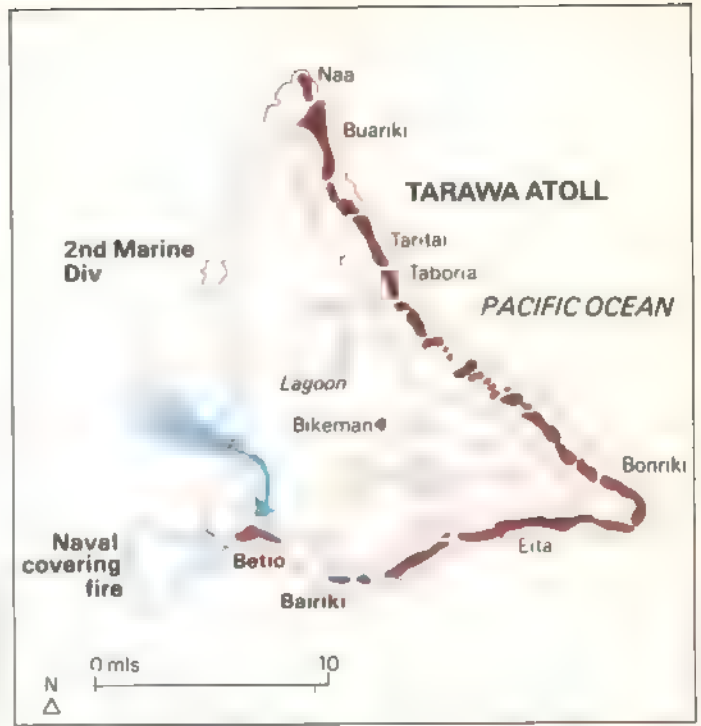 Naa
Buariki
TARAWA ATOLL
2nd Marine
Div
Taritai
Taboria
PACIFIC OCEAN
Lagoon
Bikeman
Bonriki
Naval
covering
fire
Betio
Eita
Bairiki
0 mls 10
N